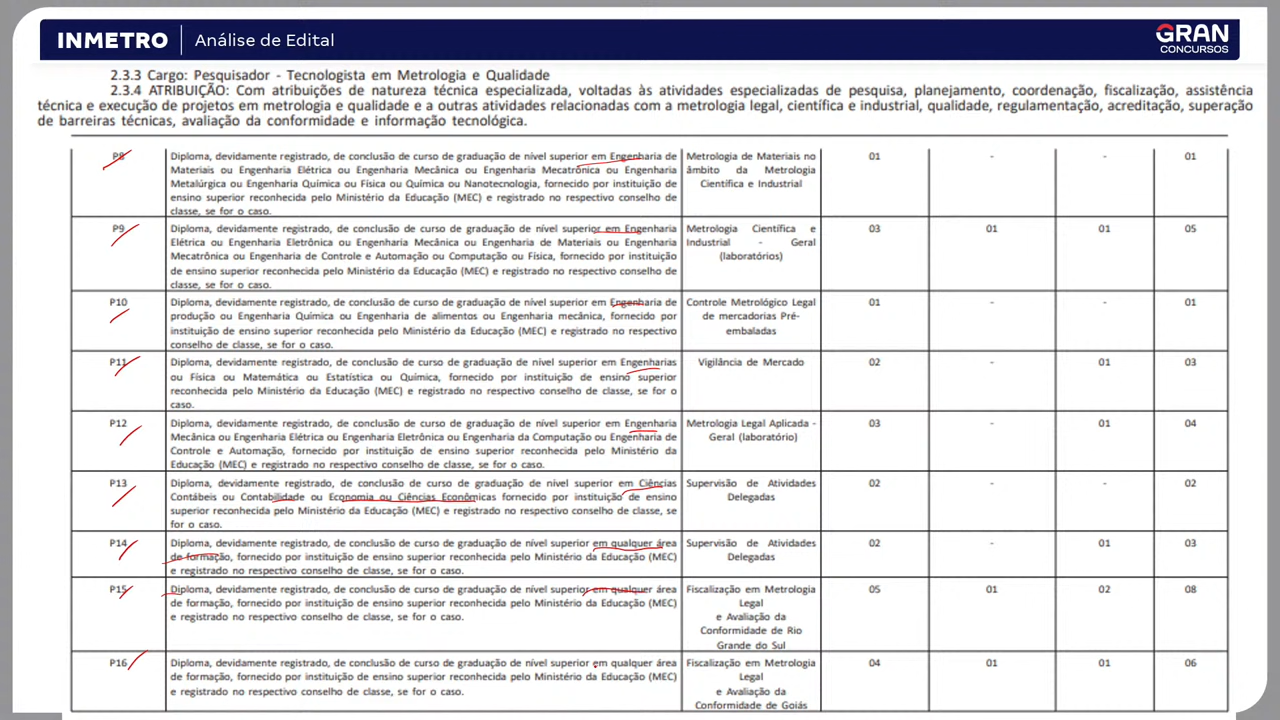 INMETRO | Análise de Edital
GRAN
CONCURSOS
2.3.3 Cargo: Pesquisador - Tecnologista em Metrologia e Qualidade
2.3.4 ATRIBUIÇÃO: Com atribuições de natureza técnica especializada, voltadas às atividades especializadas de pesquisa, planejamento, coordenação, fiscalização, assistência
técnica e execução de projetos em metrologia e qualidade e a outras atividades relacionadas com a metrologia legal, científica e industrial, qualidade, regulamentação, acreditação, superação
de barreiras técnicas, avaliação da conformidade e informação tecnológica.
P8
Diploma, devidamente registrado, de conclusão de curso de graduação de nível superior em Engenharia de
Materiais ou Engenharia Elétrica ou Engenharia Mecânica ou Engenharia Mecatrônica ou Engenharia
Metalúrgica ou Engenharia Química ou Física ou Química ou Nanotecnologia, fornecido por instituição de
ensino superior reconhecida pelo Ministério da Educação (MEC) e registrado no respectivo conselho de
classe, se for o caso.
Metrologia de Materiais no
âmbito da Metrologia
Científica e Industrial
01
-
-
01
P9
Diploma, devidamente registrado, de conclusão de curso de graduação de nível superior em Engenharia
Elétrica ou Engenharia Eletrônica ou Engenharia Mecânica ou Engenharia de Materiais ou Engenharia
Mecatrônica ou Engenharia de Controle e Automação ou Computação ou Física, fornecido por instituição
de ensino superior reconhecida pelo Ministério da Educação (MEC) e registrado no respectivo conselho de
classe, se for o caso.
Metrologia Científica e
Industrial - Geral
(laboratórios)
03
01
01
05
P10
Diploma, devidamente registrado, de conclusão de curso de graduação de nível superior em Engenharia de
produção ou Engenharia Química ou Engenharia de alimentos ou Engenharia mecânica, fornecido por
instituição de ensino superior reconhecida pelo Ministério da Educação (MEC) e registrado no respectivo
conselho de classe, se for o caso.
Controle Metrológico Legal
de mercadorias Pré-
embaladas
01
-
-
01
P11
Diploma, devidamente registrado, de conclusão de curso de graduação de nível superior em Engenharias
ou Física ou Matemática ou Estatística ou Química, fornecido por instituição de ensino superior
reconhecida pelo Ministério da Educação (MEC) e registrado no respectivo conselho de classe, se for o
caso.
Vigilância de Mercado
02
-
01
03
P12
Diploma, devidamente registrado, de conclusão de curso de graduação de nível superior em Engenharia
Mecânica ou Engenharia Elétrica ou Engenharia Eletrônica ou Engenharia da Computação ou Engenharia de
Controle e Automação, fornecido por instituição de ensino superior reconhecida pelo Ministério da
Educação (MEC) e registrado no respectivo conselho de classe, se for o caso.
Metrologia Legal Aplicada -
Geral (laboratório)
03
-
01
04
P13
Diploma, devidamente registrado, de conclusão de curso de graduação de nível superior em Ciências
Contábeis ou Contabilidade ou Economia ou Ciências Econômicas fornecido por instituição de ensino
superior reconhecida pelo Ministério da Educação (MEC) e registrado no respectivo conselho de classe, se
for o caso.
Supervisão de Atividades
Delegadas
02
-
-
02
P14
Diploma, devidamente registrado, de conclusão de curso de graduação de nível superior em qualquer área
de formação, fornecido por instituição de ensino superior reconhecida pelo Ministério da Educação (MEC)
e registrado no respectivo conselho de classe, se for o caso.
Supervisão de Atividades
Delegadas
02
-
01
03
P15
Diploma, devidamente registrado, de conclusão de curso de graduação de nível superior em qualquer área
de formação, fornecido por instituição de ensino superior reconhecida pelo Ministério da Educação (MEC)
e registrado no respectivo conselho de classe, se for o caso.
Fiscalização em Metrologia
Legal
e Avaliação da
Conformidade de Rio
Grande do Sul
05
01
02
08
P16
Diploma, devidamente registrado, de conclusão de curso de graduação de nível superior em qualquer área
de formação, fornecido por instituição de ensino superior reconhecida pelo Ministério da Educação (MEC)
e registrado no respectivo conselho de classe, se for o caso.
Fiscalização em Metrologia
Legal
e Avaliação da
Conformidade de Goiás
04
01
01
06